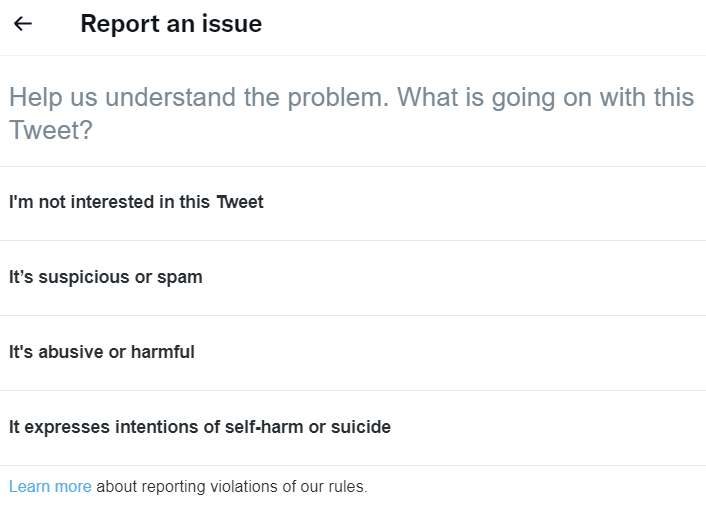 Report an issue
Help us understand the problem. What is going on with this
Tweet?
I'm not interested in this Tweet
It’s suspicious or spam
It's abusive or harmful
It expresses intentions of self-harm or suicide
Learn more about reporting violations of our rules.